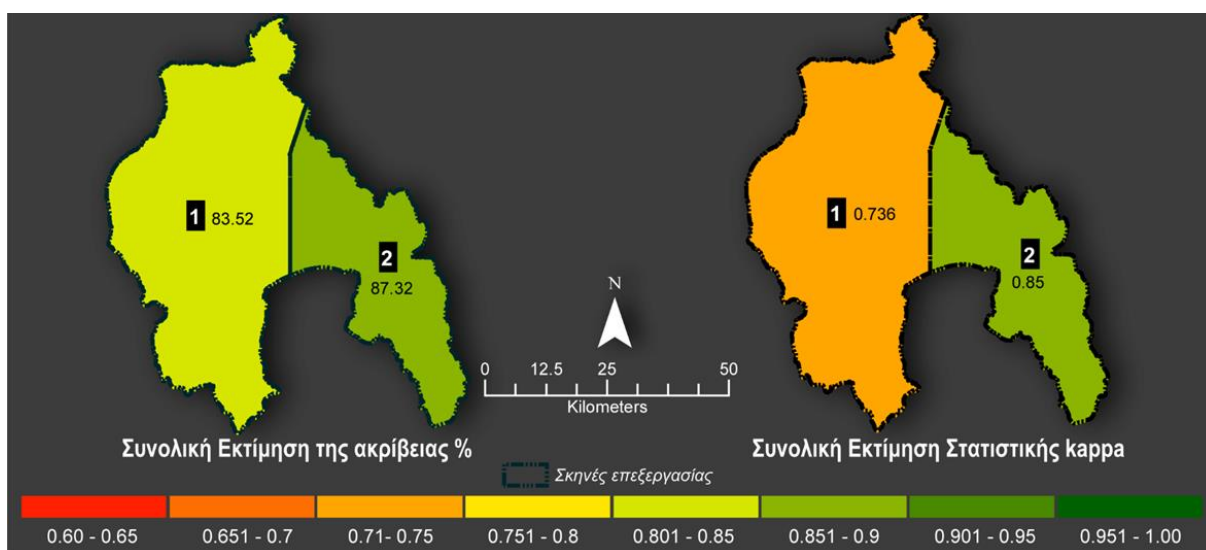 1 83.52
2
87.32
1 0.736
2
0.85
N
0 12.5 25 50
Kilometers
Συνολική Εκτίμηση της ακρίβειας %
Συνολική Εκτίμηση Στατιστικής kappa
Σκηνές επεξεργασίας
0.60 - 0.65 0.651 - 0.7 0.71- 0.75 0.751 - 0.8 0.801 - 0.85 0.851 - 0.9 0.901 - 0.95 0.951 - 1.00